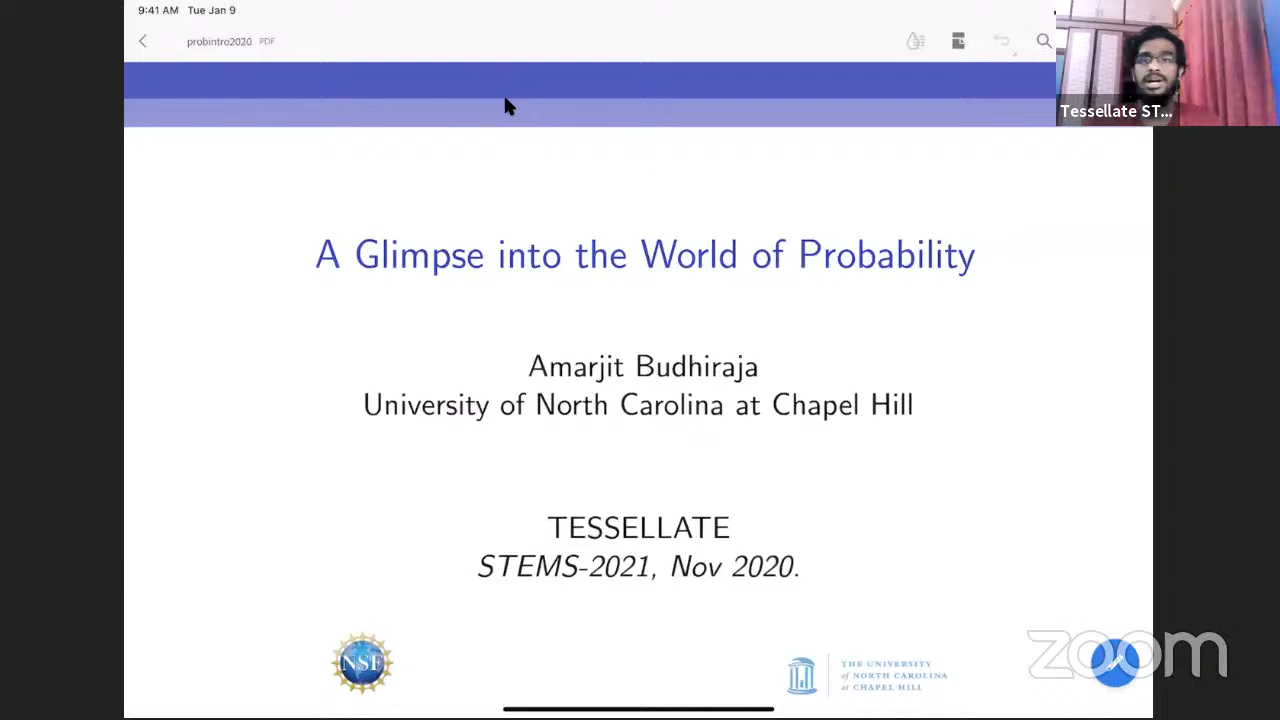 9:41 AM Tue Jan 9
probintro2020 PDF
Tessellate ST...
A Glimpse into the World of Probability
Amarjit Budhiraja
University of North Carolina at Chapel Hill
TESSELLATE
STEMS-2021, Nov 2020.
NSF
THE UNIVERSITY
of NORTH CAROLINA
at CHAPEL HILL
zoom